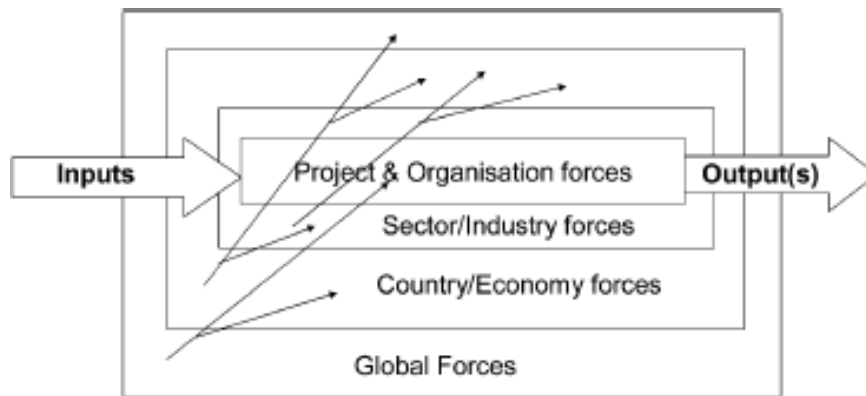 Inputs
Project & Organisation forces
Output(s)
Sector/Industry forces
Country/Economy forces
Global Forces